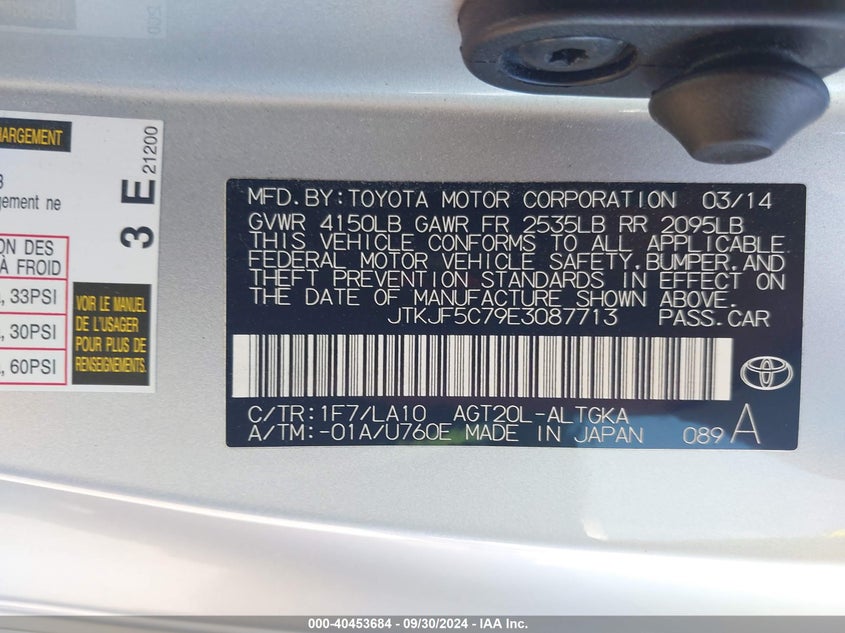 HARGEMENT
gement ne
ION DES
À FROID
, 33PSI
, 30PSI
, 60PSI
3 E
21200
VOIR LE MANUEL
DE L'USAGER
POUR PLUS DE
RENSEIGNEMENTS.
MFD.BY:TOYOTA MOTOR CORPORATION 03/14
GVWR 4150LB GAWR FR 2535LB RR 2095LB
THIS VEHICLE CONFORMS TO ALL APPLICABLE
FEDERAL MOTOR VEHICLE SAFETY,BUMPER,AND
THEFT PREVENTION STANDARDS IN EFFECT ON
THE DATE OF MANUFACTURE SHOWN ABOVE.
JTKJF5C79E3087713 PASS.CAR
C/TR:1F7/LA10 AGT20L-ALTGKA
A/TM:-01A/U760E MADE IN JAPAN 089 A
000-40453684 - 09/30/2024 - IAA Inc.